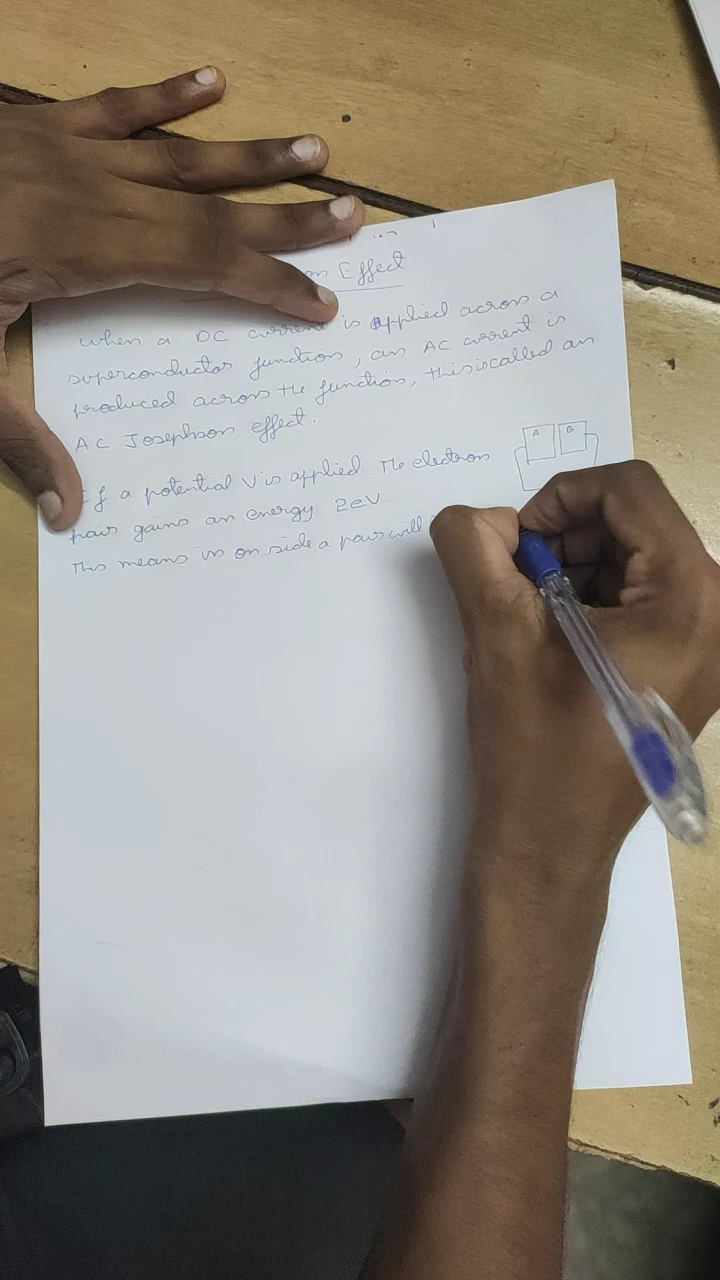 on Effect
when a DC current is applied across a
superconductor junction, an AC current is
produced across the junction, this is called an
AC Josephson effect.
A B
If a potential V is applied. The electron
pair gains an energy 2eV.
This means in on side a pair will